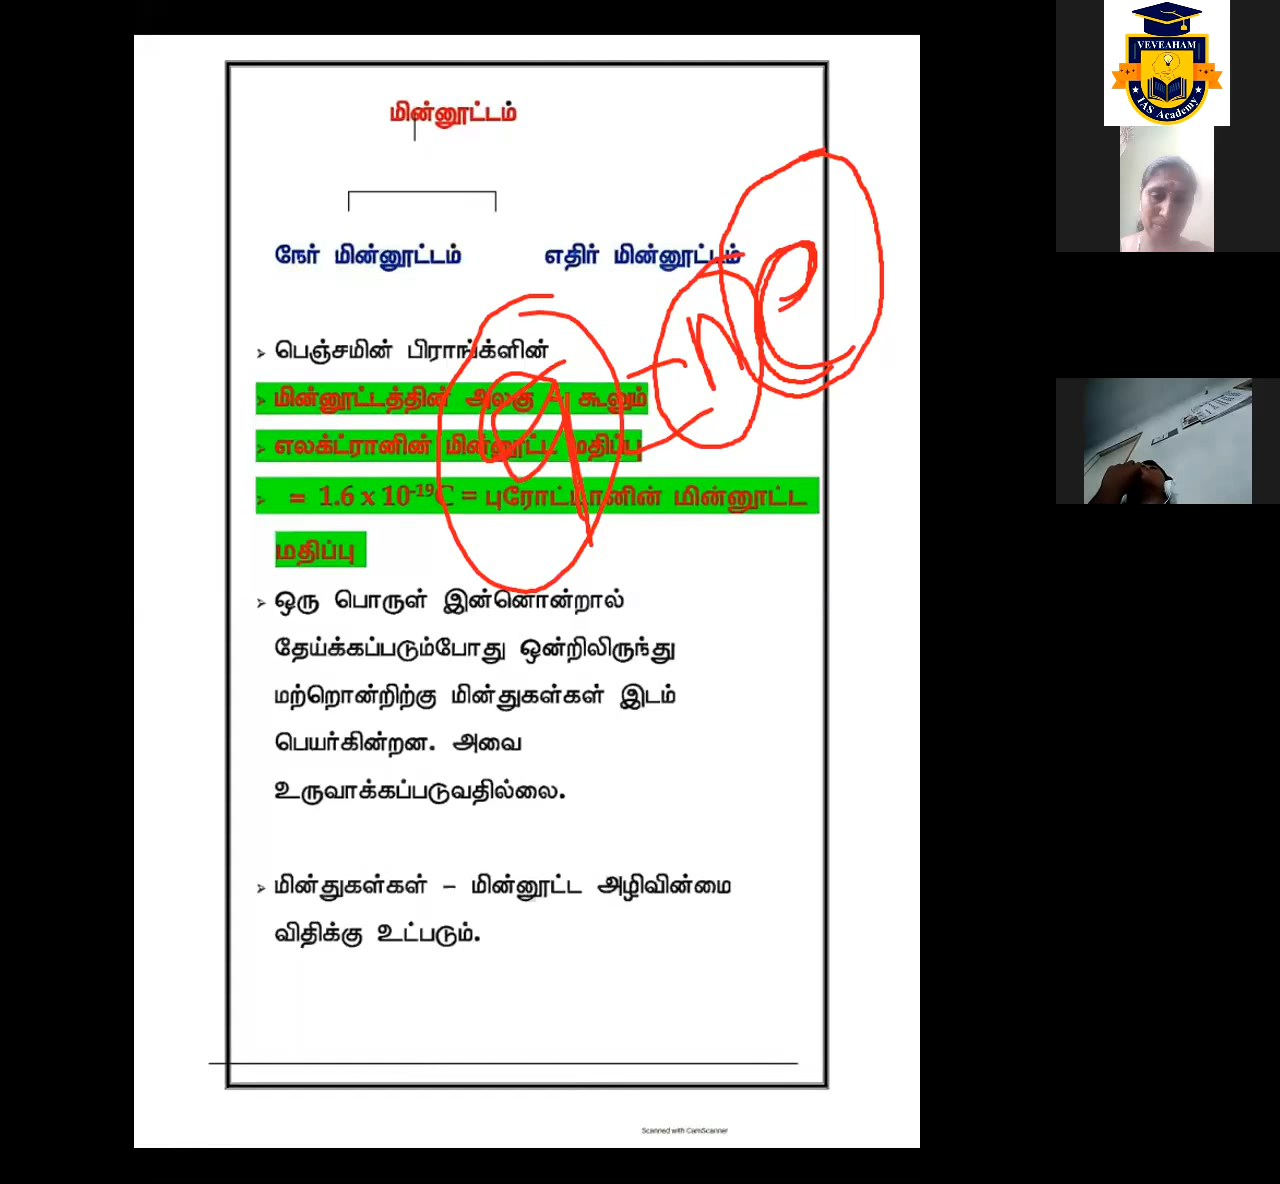 மின்னூட்டம்
நேர் மின்னூட்டம் எதிர் மின்னூட்டம்
➢ பெஞ்சமின் பிராங்க்ளின்
➢ மின்னூட்டத்தின் அலகு - கூலும்
➢ எலக்ட்ரானின் மின்னூட்ட மதிப்பு
➢ = 1.6 x 10⁻¹⁹C = புரோட்டானின் மின்னூட்ட
மதிப்பு
➢ ஒரு பொருள் இன்னொன்றால்
தேய்க்கப்படும்போது ஒன்றிலிருந்து
மற்றொன்றிற்கு மின்துகள்கள் இடம்
பெயர்கின்றன. அவை
உருவாக்கப்படுவதில்லை.
➢ மின்துகள்கள் – மின்னூட்ட அழிவின்மை
விதிக்கு உட்படும்.
q = ne
Scanned with CamScanner
VEVEAHAM
IAS Academy